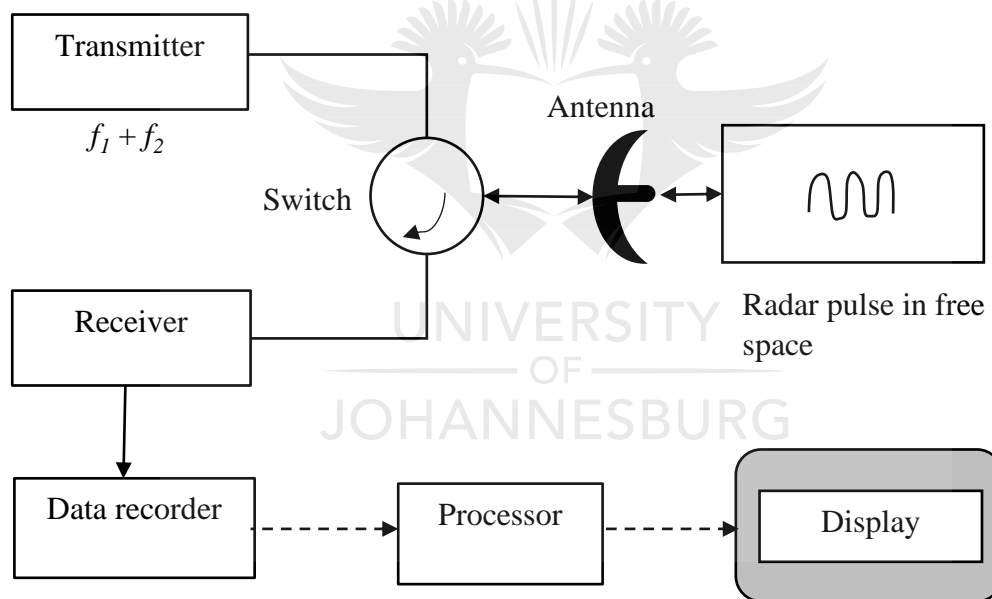 Transmitter
f₁ + f₂
Antenna
Switch
Receiver
Radar pulse in free
space
UNIVERSITY
OF
JOHANNESBURG
Data recorder
Processor
Display